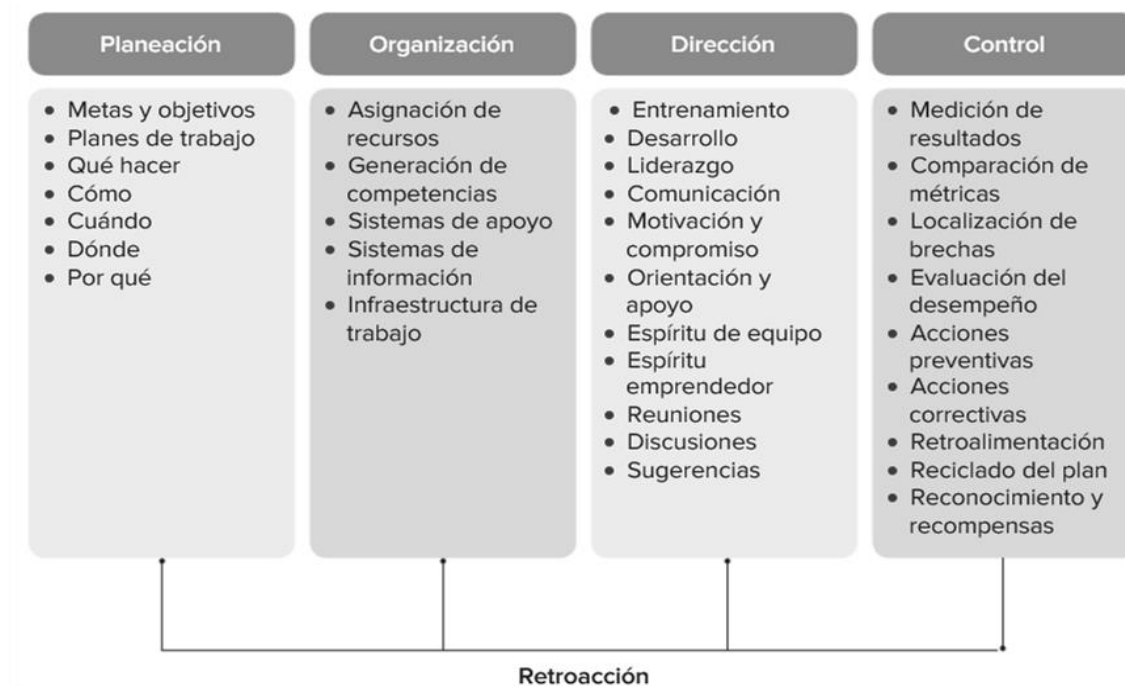 Planeación
Organización
Dirección
Control
• Metas y objetivos
• Planes de trabajo
• Qué hacer
• Cómo
• Cuándo
• Dónde
• Por qué
• Asignación de
recursos
• Generación de
competencias
• Sistemas de apoyo
• Sistemas de
información
• Infraestructura de
trabajo
• Entrenamiento
• Desarrollo
• Liderazgo
• Comunicación
• Motivación y
compromiso
• Orientación y
apoyo
• Espíritu de equipo
• Espíritu
emprendedor
• Reuniones
• Discusiones
• Sugerencias
• Medición de
resultados
• Comparación de
métricas
• Localización de
brechas
• Evaluación del
desempeño
• Acciones
preventivas
• Acciones
correctivas
• Retroalimentación
• Reciclado del plan
• Reconocimiento y
recompensas
Retroacción